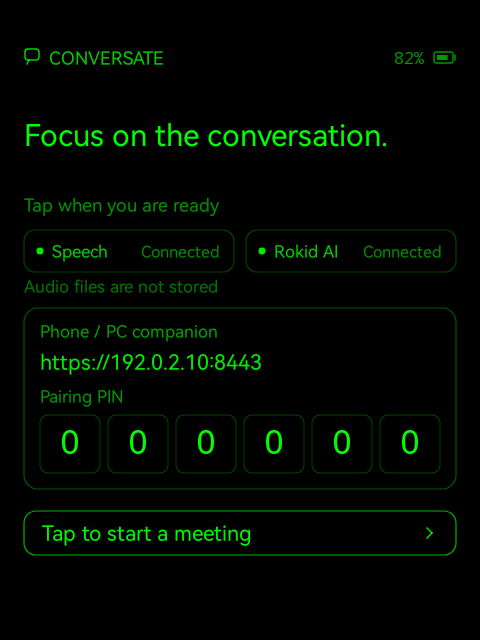 CONVERSATE 82%
Focus on the conversation.
Tap when you are ready
Speech Connected Rokid AI Connected
Audio files are not stored
Phone / PC companion
https://192.0.2.10:8443
Pairing PIN
0 0 0 0 0 0
Tap to start a meeting